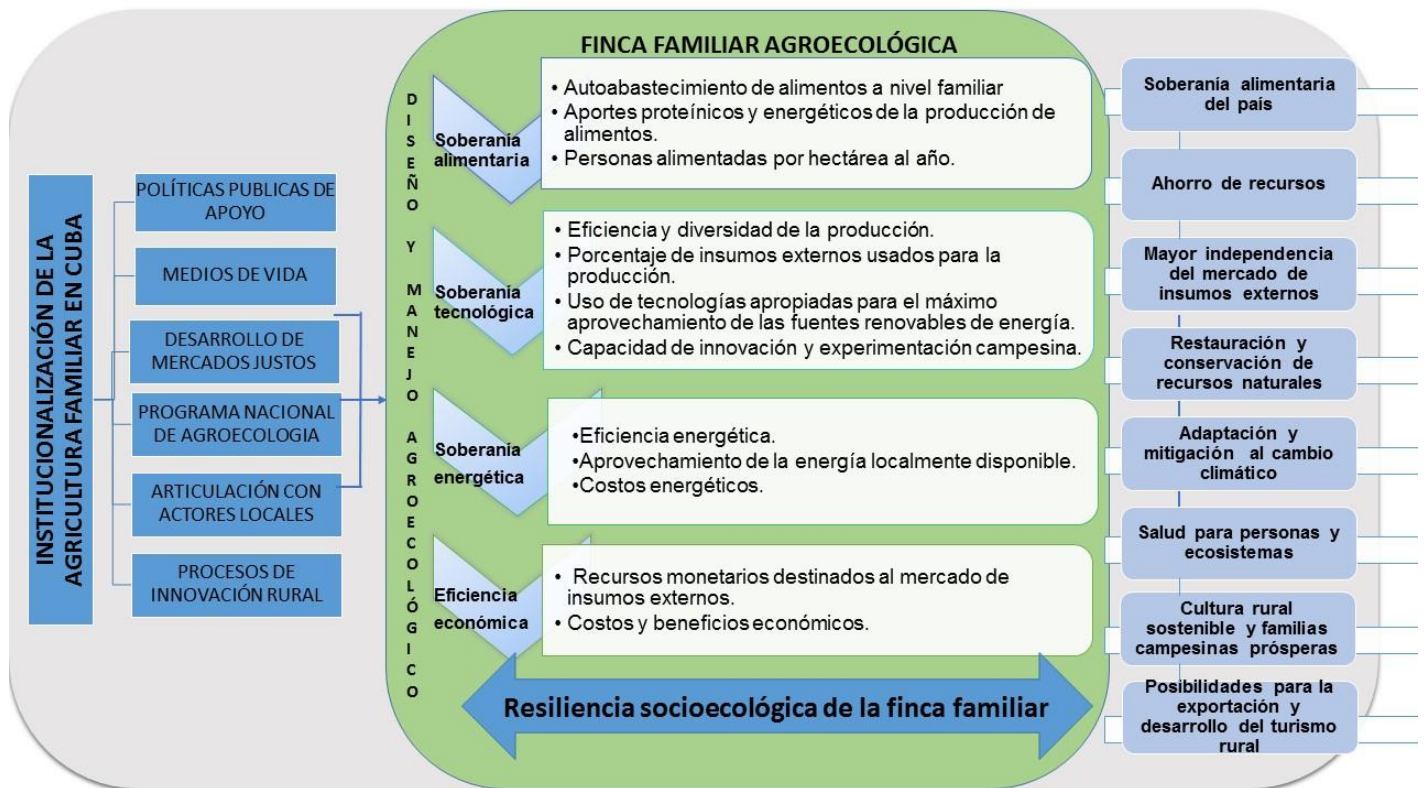 INSTITUCIONALIZACIÓN DE LA
AGRICULTURA FAMILIAR EN CUBA
POLÍTICAS PUBLICAS DE
APOYO
MEDIOS DE VIDA
DESARROLLO DE
MERCADOS JUSTOS
PROGRAMA NACIONAL
DE AGROECOLOGIA
ARTICULACIÓN CON
ACTORES LOCALES
PROCESOS DE
INNOVACIÓN RURAL
FINCA FAMILIAR AGROECOLÓGICA
DISEÑO Y MANEJO AGROECOLÓGICO
Soberanía
alimentaria
• Autoabastecimiento de alimentos a nivel familiar
• Aportes proteínicos y energéticos de la producción de
alimentos.
• Personas alimentadas por hectárea al año.
Soberanía
tecnológica
• Eficiencia y diversidad de la producción.
• Porcentaje de insumos externos usados para la
producción.
• Uso de tecnologías apropiadas para el máximo
aprovechamiento de las fuentes renovables de energía.
• Capacidad de innovación y experimentación campesina.
Soberanía
energética
•Eficiencia energética.
•Aprovechamiento de la energía localmente disponible.
•Costos energéticos.
Eficiencia
económica
• Recursos monetarios destinados al mercado de
insumos externos.
• Costos y beneficios económicos.
Resiliencia socioecológica de la finca familiar
Soberanía alimentaria
del país
Ahorro de recursos
Mayor independencia
del mercado de
insumos externos
Restauración y
conservación de
recursos naturales
Adaptación y
mitigación al cambio
climático
Salud para personas y
ecosistemas
Cultura rural
sostenible y familias
campesinas prósperas
Posibilidades para la
exportación y
desarrollo del turismo
rural